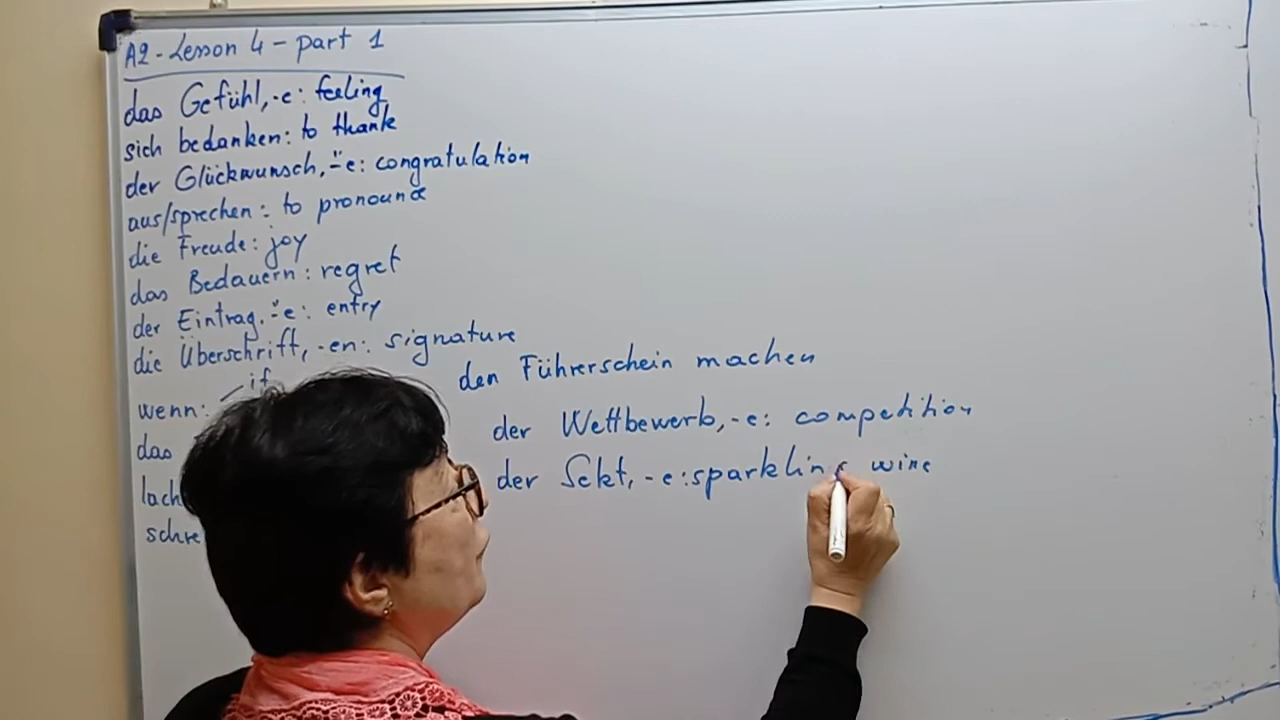 A2 - Lesson 4 - part 1
das Gefühl, -e: feeling
sich bedanken: to thank
der Glückwunsch, -̈e: congratulation
aus/sprechen: to pronounce
die Freude: joy
das Bedauern: regret
der Eintrag, -̈e: entry
die Überschrift, -en: signature
wenn: - if
das
lach
schre
den Führerschein machen
der Wettbewerb, -e: competition
der Sekt, -e: sparkling wine